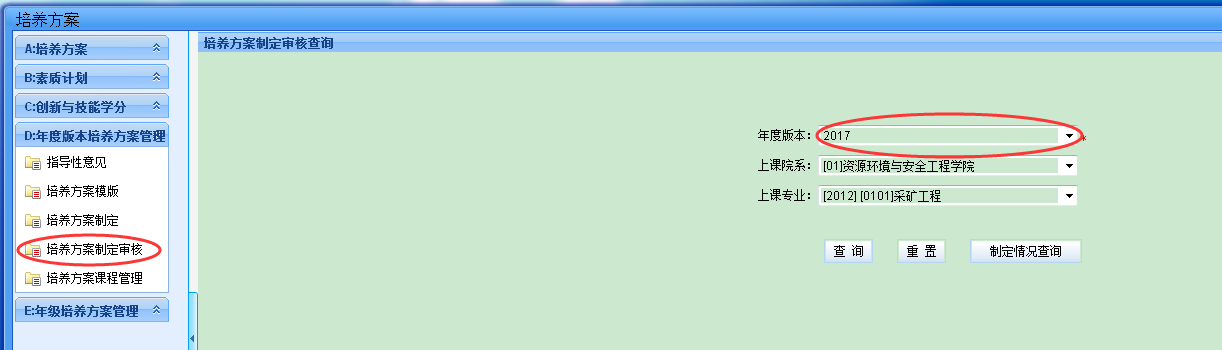 培养方案
A:培养方案
B:素质计划
C:创新与技能学分
D:年度版本培养方案管理
指导性意见
培养方案模版
培养方案制定
培养方案制定审核
培养方案课程管理
E:年级培养方案管理
培养方案制定审核查询
年度版本: 2017 *
上课院系: [01]资源环境与安全工程学院
上课专业: [2012] [0101]采矿工程
查 询 重 置 制定情况查询